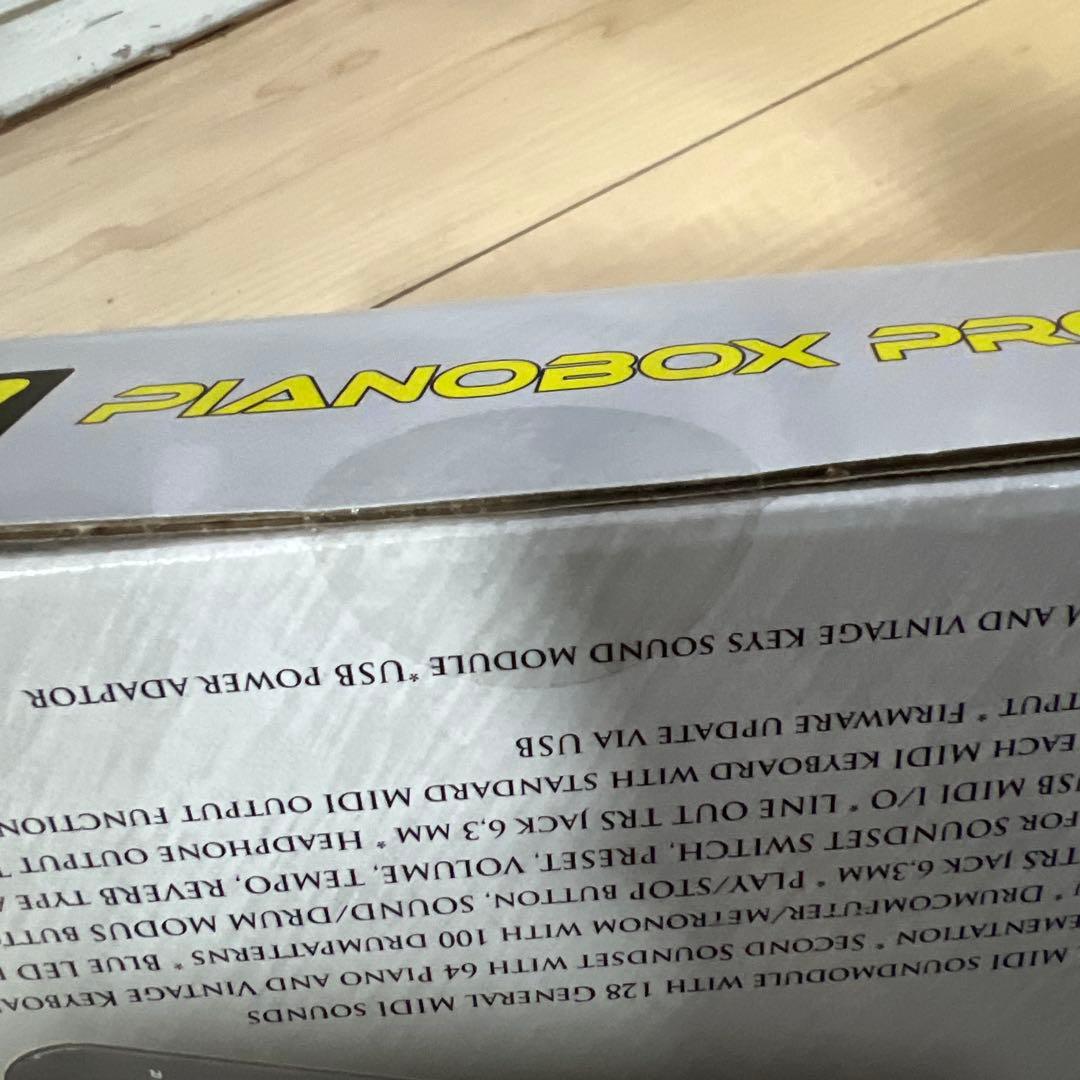 PIANOBOX PRO
MIDI SOUNDMODULE WITH 128 GENERAL MIDI SOUNDS
EMENTATION * SECOND SOUNDSET WITH 64 PIANO AND VINTAGE KEYBOA
* DRUMCOMPUTER/METRONOM WITH 100 DRUMPATTERNS * BLUE LED
TRS JACK 6,3MM * PLAY/STOP BUTTON, SOUND/DRUM MODUS BUTT
FOR SOUNDSET SWITCH, PRESET, VOLUME, TEMPO, REVERB TYPE
USB MIDI I/O * LINE OUT TRS JACK 6,3 MM * HEADPHONE OUTPUT T
EACH MIDI KEYBOARD WITH STANDARD MIDI OUTPUT FUNCTION
TPUT * FIRMWARE UPDATE VIA USB
AND VINTAGE KEYS SOUND MODULE *USB POWER ADAPTOR